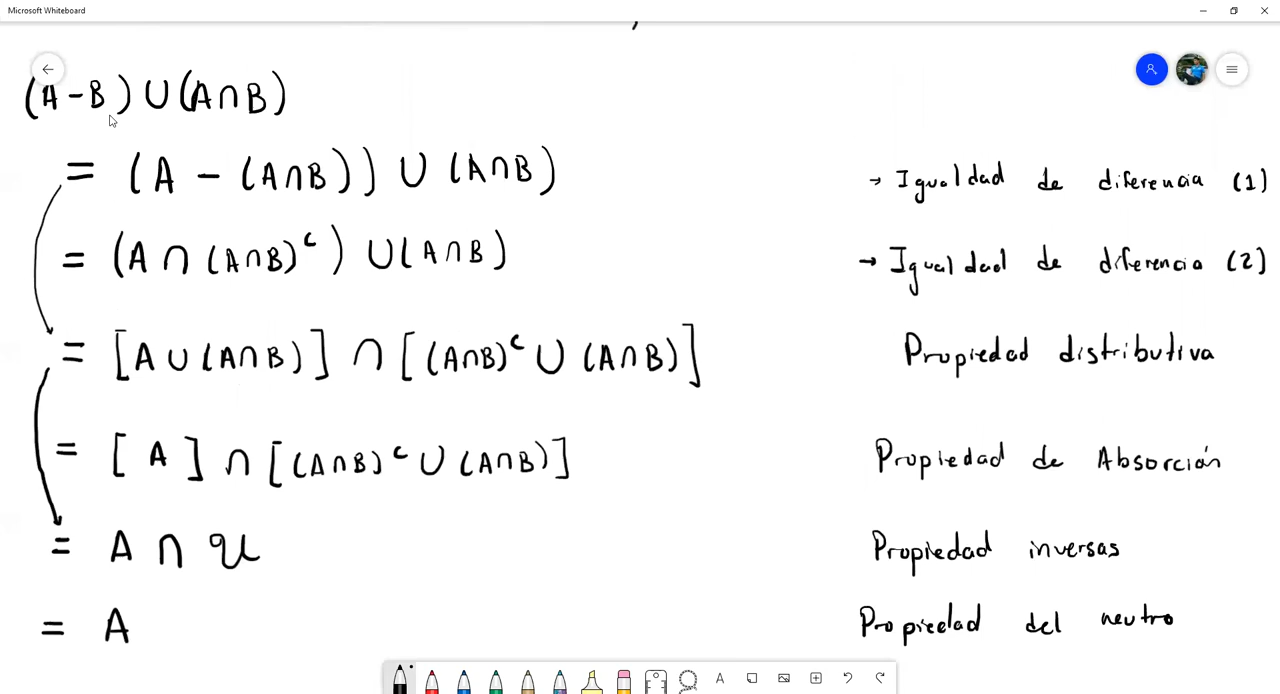 Microsoft Whiteboard
(A - B) ∪ (A ∩ B)
= (A - (A ∩ B)) ∪ (A ∩ B) → Igualdad de diferencia (1)
= (A ∩ (A ∩ B)ᶜ) ∪ (A ∩ B) → Igualdad de diferencia (2)
= [A ∪ (A ∩ B)] ∩ [(A ∩ B)ᶜ ∪ (A ∩ B)] Propiedad distributiva
= [A] ∩ [(A ∩ B)ᶜ ∪ (A ∩ B)] Propiedad de Absorción
= A ∩ 𝒰 Propiedad inversas
= A Propiedad del neutro